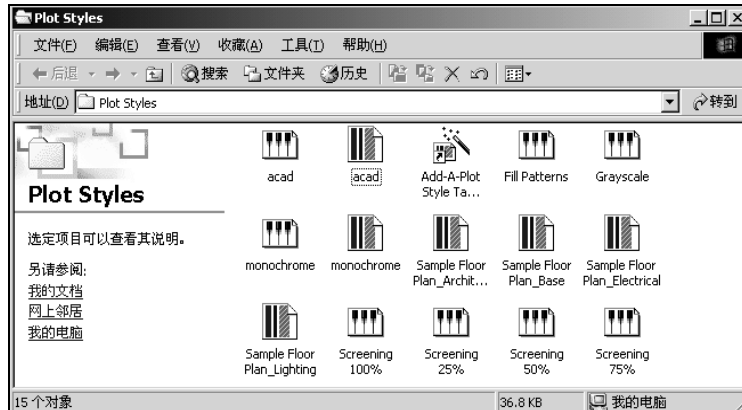 Plot Styles
文件(F) 编辑(E) 查看(V) 收藏(A) 工具(T) 帮助(H)
后退 搜索 文件夹 历史
地址(D) Plot Styles 转到
Plot Styles
选定项目可以查看其说明。
另请参阅:
我的文档
网上邻居
我的电脑
acad acad Add-A-Plot Fill Patterns Grayscale
Style Ta...
monochrome monochrome Sample Floor Sample Floor Sample Floor
Plan_Archit... Plan_Base Plan_Electrical
Sample Floor Screening Screening Screening Screening
Plan_Lighting 100% 25% 50% 75%
15 个对象 36.8 KB 我的电脑